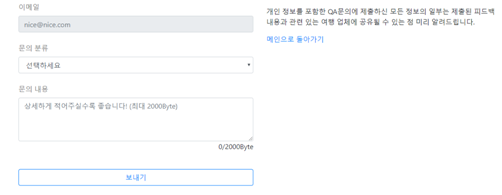 이메일
nice@nice.com
문의 분류
선택하세요
문의 내용
상세하게 적어주실수록 좋습니다! (최대 2000Byte)
0/2000Byte
보내기
개인 정보를 포함한 QA문의에 제출하신 모든 정보의 일부는 제출된 피드백
내용과 관련 있는 여행 업체에 공유될 수 있는 점 미리 알려드립니다.
메인으로 돌아가기